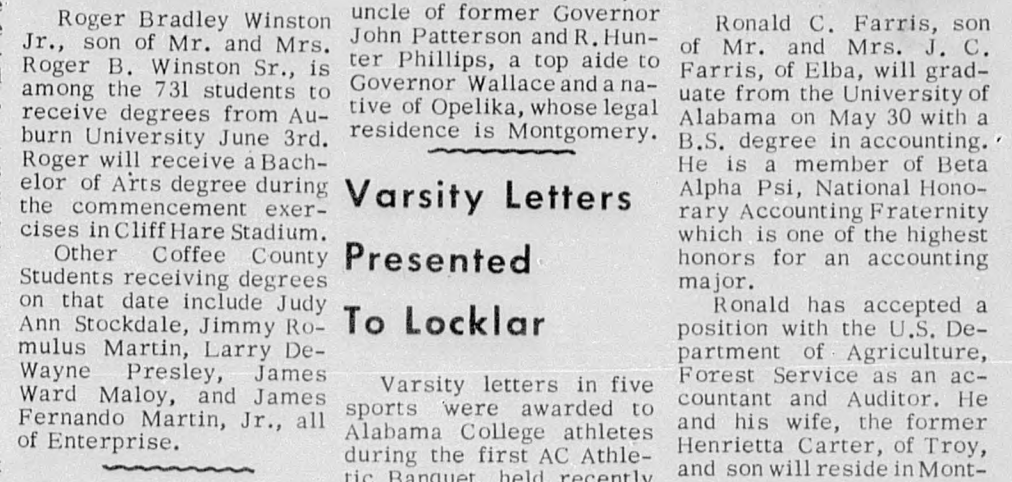 Roger Bradley Winston
Jr., son of Mr. and Mrs.
Roger B. Winston Sr., is
among the 731 students to
receive degrees from Au-
burn University June 3rd.
Roger will receive a Bach-
elor of Arts degree during
the commencement exer-
cises in Cliff Hare Stadium.
Other Coffee County
Students receiving degrees
on that date include Judy
Ann Stockdale, Jimmy Ro-
mulus Martin, Larry De-
Wayne Presley, James
Ward Maloy, and James
Fernando Martin, Jr., all
of Enterprise.
uncle of former Governor
John Patterson and R. Hun-
ter Phillips, a top aide to
Governor Wallace and a na-
tive of Opelika, whose legal
residence is Montgomery.
Varsity Letters
Presented
To Locklar
Varsity letters in five
sports were awarded to
Alabama College athletes
during the first AC Athle-
tic Banquet held recently
Ronald C. Farris, son
of Mr. and Mrs. J. C.
Farris, of Elba, will grad-
uate from the University of
Alabama on May 30 with a
B.S. degree in accounting.
He is a member of Beta
Alpha Psi, National Hono-
rary Accounting Fraternity
which is one of the highest
honors for an accounting
major.
Ronald has accepted a
position with the U.S. De-
partment of Agriculture,
Forest Service as an ac-
countant and Auditor. He
and his wife, the former
Henrietta Carter, of Troy,
and son will reside in Mont-